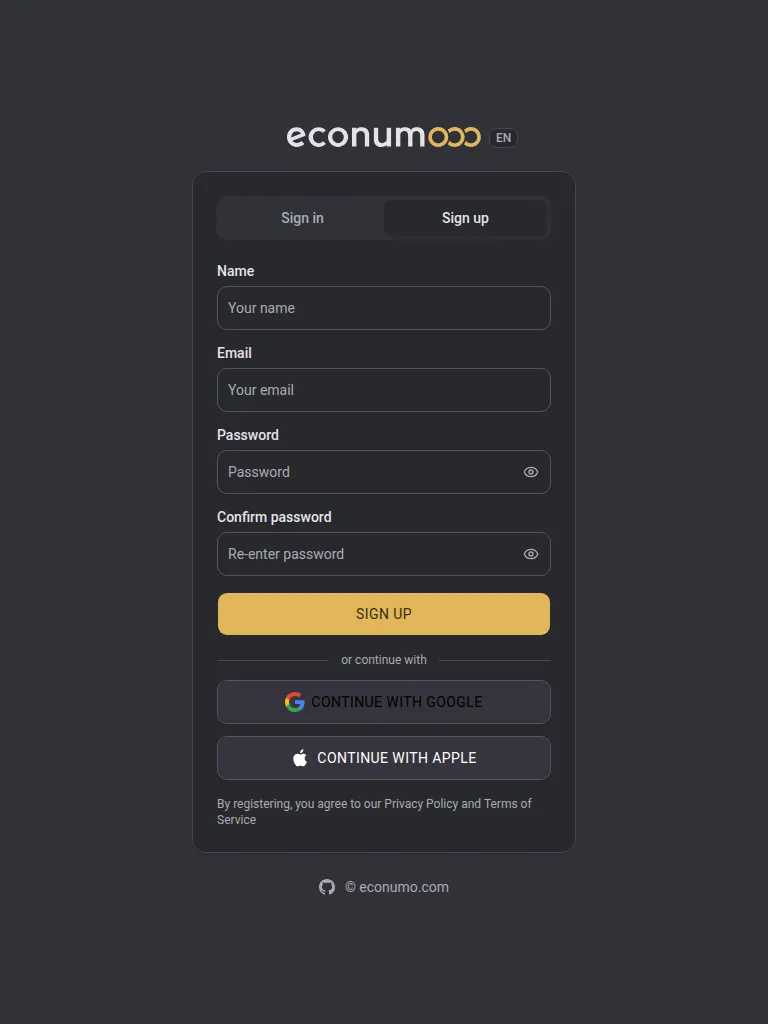 econumo
EN
Sign in
Sign up
Name
Your name
Email
Your email
Password
Password
Confirm password
Re-enter password
SIGN UP
or continue with
CONTINUE WITH GOOGLE
CONTINUE WITH APPLE
By registering, you agree to our Privacy Policy and Terms of
Service
© econumo.com